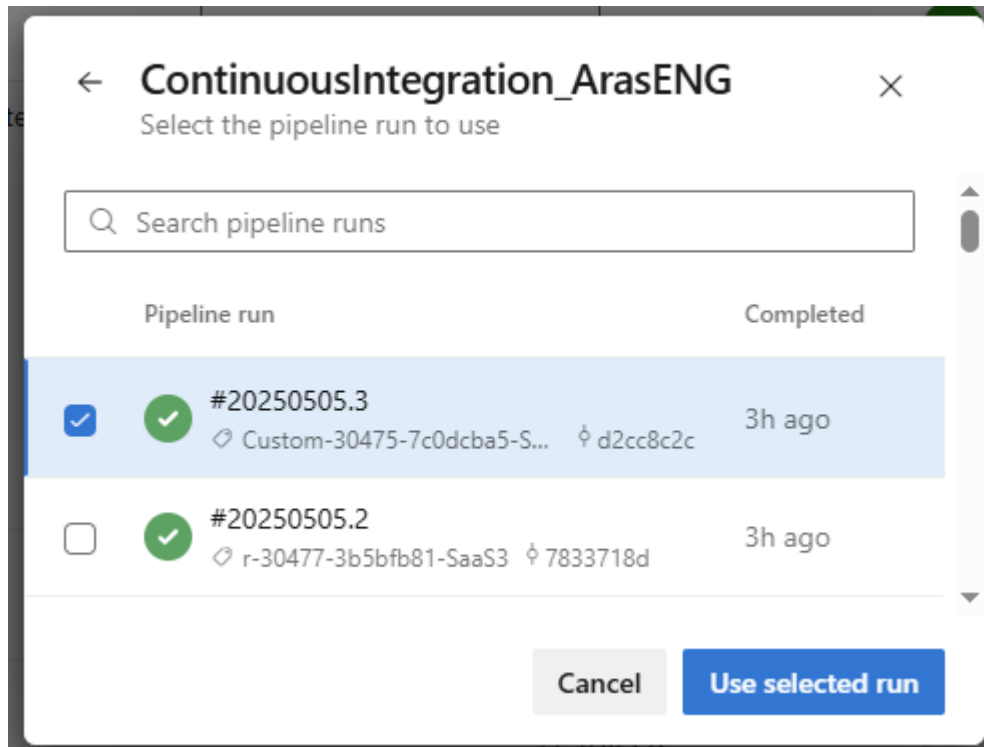 ContinuousIntegration_ArasENG
Select the pipeline run to use
Search pipeline runs
Pipeline run Completed
#20250505.3
Custom-30475-7c0dcba5-S... d2cc8c2c
3h ago
#20250505.2
r-30477-3b5bfb81-SaaS3 7833718d
3h ago
Cancel Use selected run